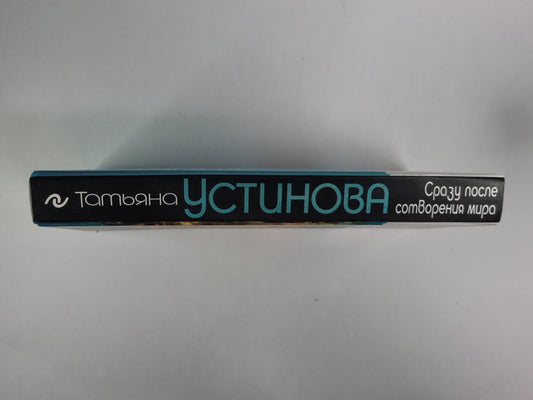 Татьяна УСТИНОВА
Сразу после
сотворения мира